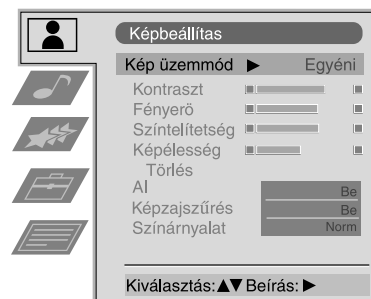 Képbeállítas
Kép üzemmód ▶ Egyéni
Kontraszt
Fényerö
Színtelítetség
Képélesség
Törlés
AI Be
Képzajszűrés Be
Színárnyalat Norm
Kiválasztás:▲▼ Beírás: ▶